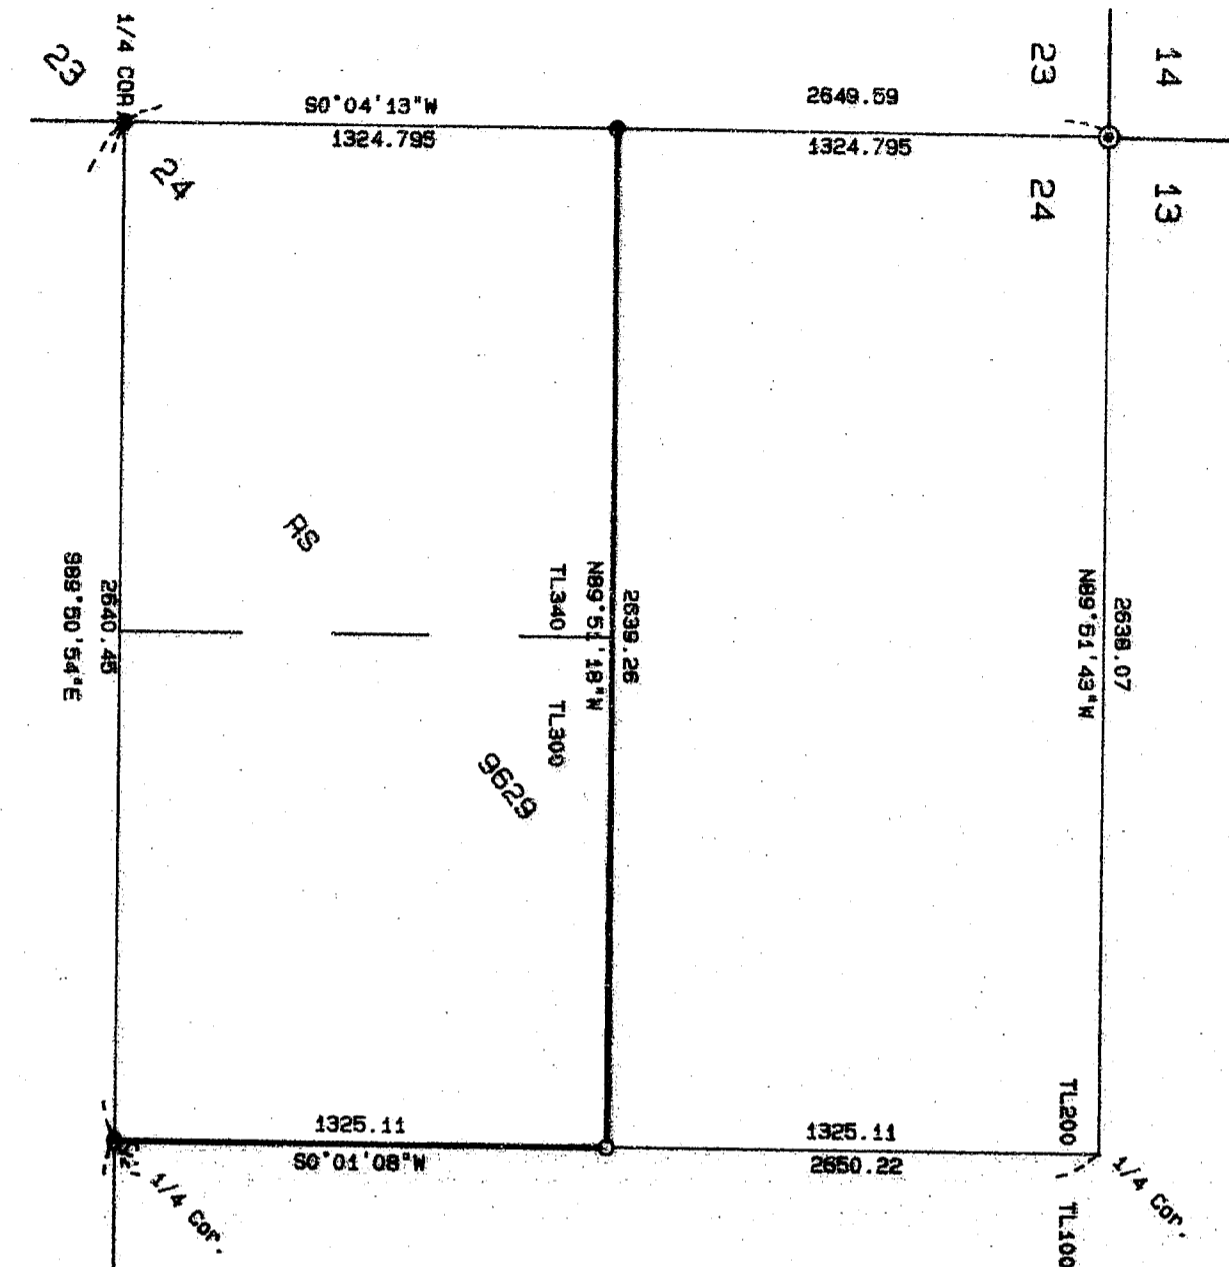 1/4 COR
23
24
S0°04'13"W
1324.795
2649.59
1324.795
23
14
24
13
RS
9629
TL340
TL300
N89°51'18"W
2639.26
N89°51'43"W
2638.07
2640.45
S89°50'54"E
1325.11
S0°01'08"W
1325.11
2650.22
TL200
TL100
1/4 Cor.
1/4 Cor.